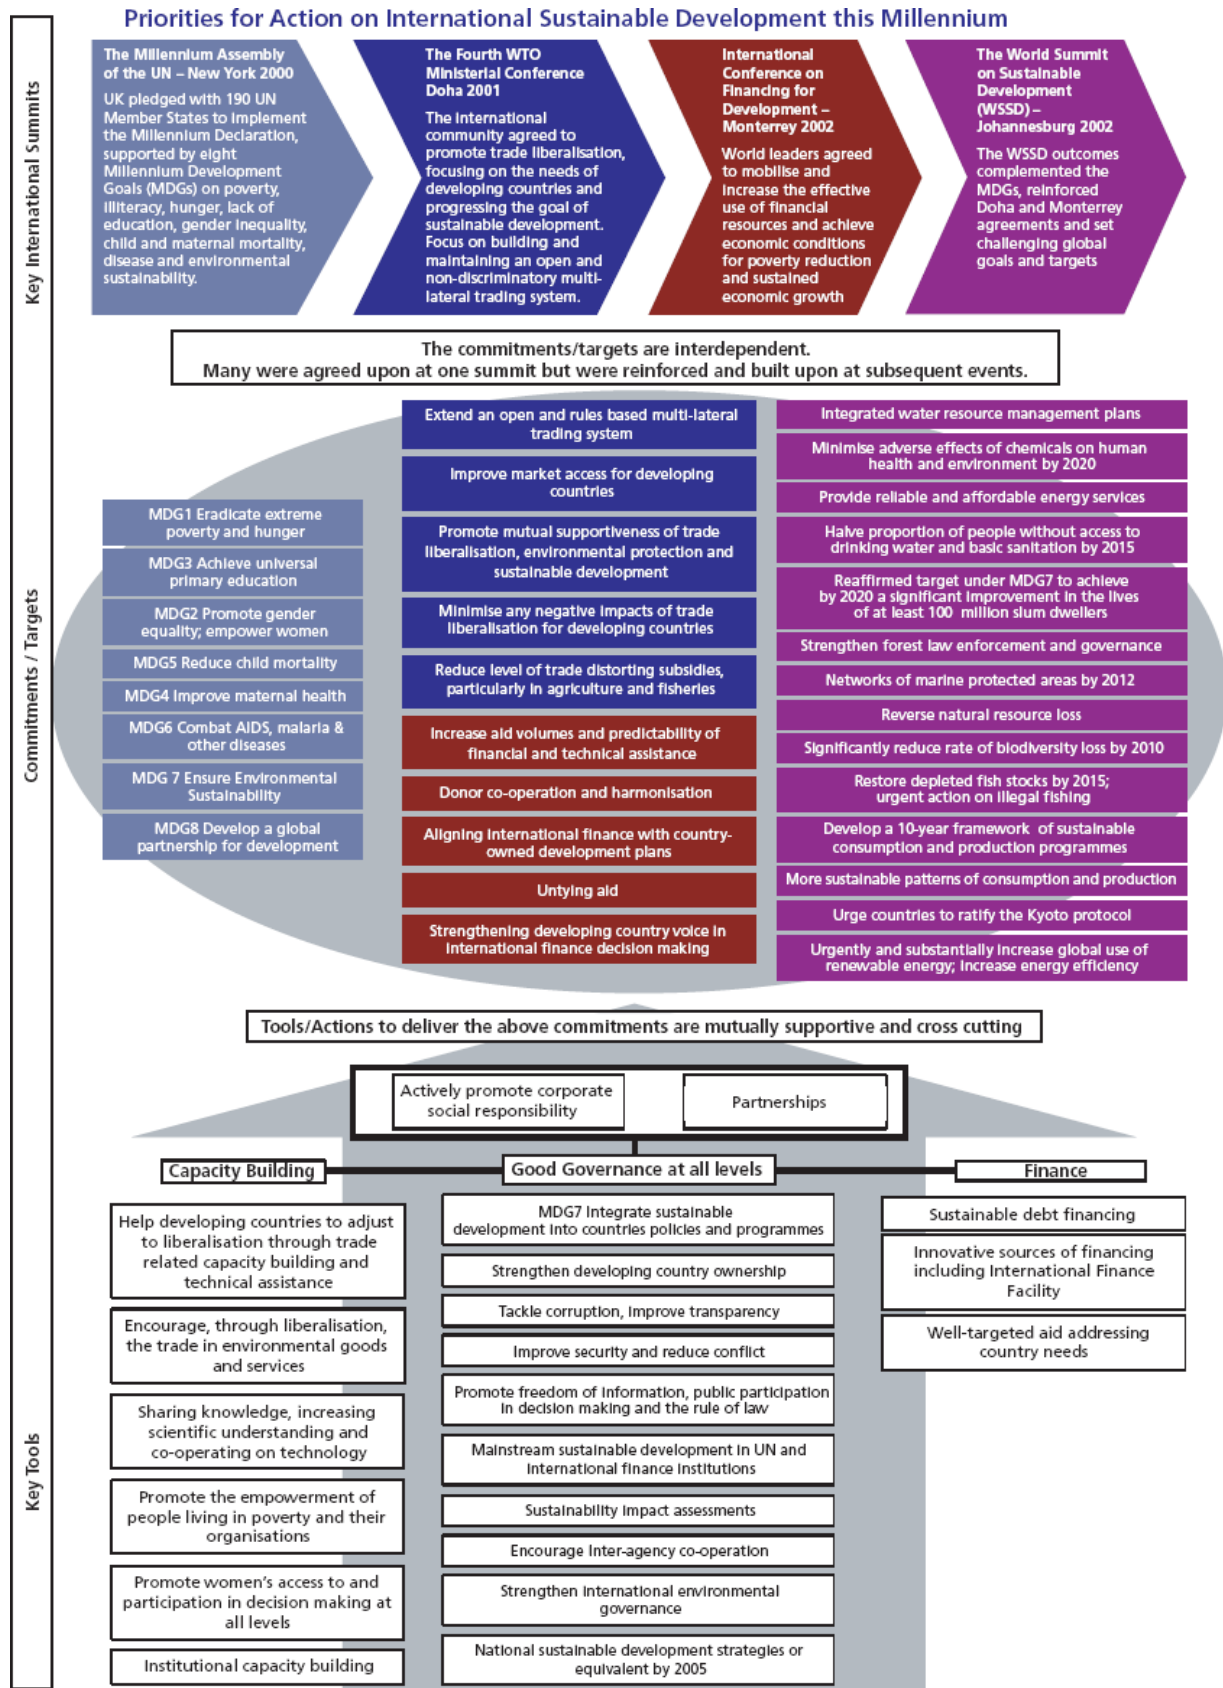 Priorities for Action on International Sustainable Development this Millennium
Key International Summits
The Millennium Assembly
of the UN – New York 2000
UK pledged with 190 UN
Member States to implement
the Millennium Declaration,
supported by eight
Millennium Development
Goals (MDGs) on poverty,
illiteracy, hunger, lack of
education, gender inequality,
child and maternal mortality,
disease and environmental
sustainability.
The Fourth WTO
Ministerial Conference
Doha 2001
The international
community agreed to
promote trade liberalisation,
focusing on the needs of
developing countries and
progressing the goal of
sustainable development.
Focus on building and
maintaining an open and
non-discriminatory multi-
lateral trading system.
International
Conference on
Financing for
Development –
Monterrey 2002
World leaders agreed
to mobilise and
increase the effective
use of financial
resources and achieve
economic conditions
for poverty reduction
and sustained
economic growth
The World Summit
on Sustainable
Development
(WSSD) –
Johannesburg 2002
The WSSD outcomes
complemented the
MDGs, reinforced
Doha and Monterrey
agreements and set
challenging global
goals and targets
The commitments/targets are interdependent.
Many were agreed upon at one summit but were reinforced and built upon at subsequent events.
Commitments / Targets
MDG1 Eradicate extreme
poverty and hunger
MDG3 Achieve universal
primary education
MDG2 Promote gender
equality; empower women
MDG5 Reduce child mortality
MDG4 Improve maternal health
MDG6 Combat AIDS, malaria &
other diseases
MDG 7 Ensure Environmental
Sustainability
MDG8 Develop a global
partnership for development
Extend an open and rules based multi-lateral
trading system
Improve market access for developing
countries
Promote mutual supportiveness of trade
liberalisation, environmental protection and
sustainable development
Minimise any negative impacts of trade
liberalisation for developing countries
Reduce level of trade distorting subsidies,
particularly in agriculture and fisheries
Increase aid volumes and predictability of
financial and technical assistance
Donor co-operation and harmonisation
Aligning international finance with country-
owned development plans
Untying aid
Strengthening developing country voice in
international finance decision making
Integrated water resource management plans
Minimise adverse effects of chemicals on human
health and environment by 2020
Provide reliable and affordable energy services
Halve proportion of people without access to
drinking water and basic sanitation by 2015
Reaffirmed target under MDG7 to achieve
by 2020 a significant improvement in the lives
of at least 100 million slum dwellers
Strengthen forest law enforcement and governance
Networks of marine protected areas by 2012
Reverse natural resource loss
Significantly reduce rate of biodiversity loss by 2010
Restore depleted fish stocks by 2015;
urgent action on illegal fishing
Develop a 10-year framework of sustainable
consumption and production programmes
More sustainable patterns of consumption and production
Urge countries to ratify the Kyoto protocol
Urgently and substantially increase global use of
renewable energy; increase energy efficiency
Tools/Actions to deliver the above commitments are mutually supportive and cross cutting
Key Tools
Actively promote corporate
social responsibility
Partnerships
Capacity Building
Good Governance at all levels
Finance
Help developing countries to adjust
to liberalisation through trade
related capacity building and
technical assistance
Encourage, through liberalisation,
the trade in environmental goods
and services
Sharing knowledge, increasing
scientific understanding and
co-operating on technology
Promote the empowerment of
people living in poverty and their
organisations
Promote women's access to and
participation in decision making at
all levels
Institutional capacity building
MDG7 Integrate sustainable
development into countries policies and programmes
Strengthen developing country ownership
Tackle corruption, improve transparency
Improve security and reduce conflict
Promote freedom of information, public participation
in decision making and the rule of law
Mainstream sustainable development in UN and
international finance institutions
Sustainability impact assessments
Encourage inter-agency co-operation
Strengthen international environmental
governance
National sustainable development strategies or
equivalent by 2005
Sustainable debt financing
Innovative sources of financing
including International Finance
Facility
Well-targeted aid addressing
country needs